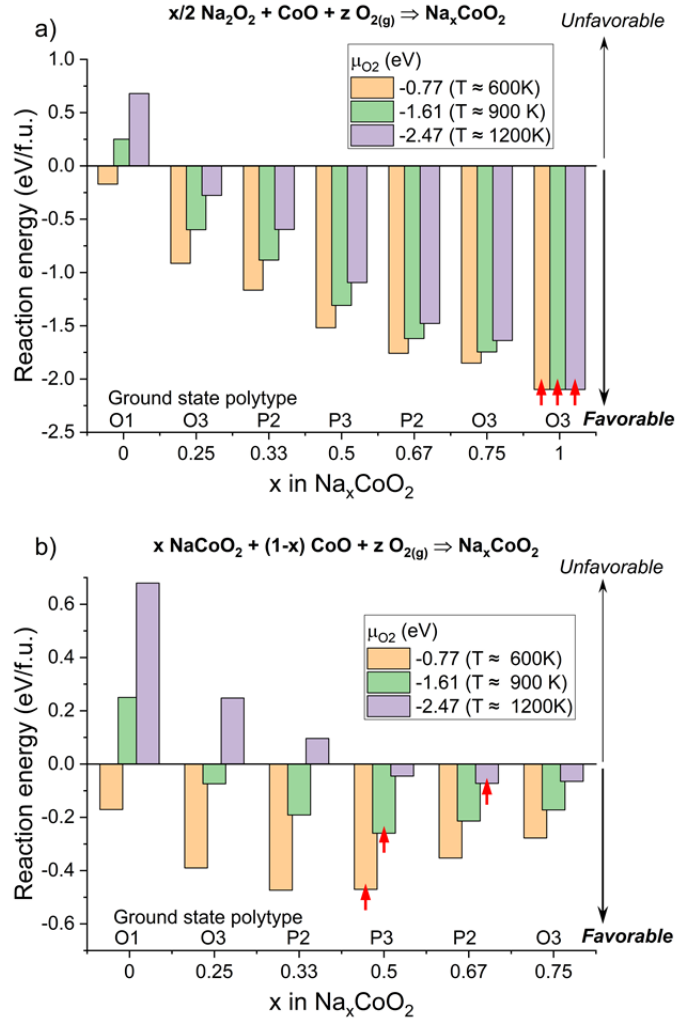 x/2 Na₂O₂ + CoO + z O₂₍g₎ ⇒ NaₓCoO₂
a)
Unfavorable
μO2 (eV)
-0.77 (T ≈ 600K)
-1.61 (T ≈ 900 K)
-2.47 (T ≈ 1200K)
1.0
0.5
0.0
-0.5
-1.0
-1.5
-2.0
-2.5
Reaction energy (eV/f.u.)
Ground state polytype
O1 O3 P2 P3 P2 O3 O3
Favorable
0 0.25 0.33 0.5 0.67 0.75 1
x in NaₓCoO₂
b)
x NaCoO₂ + (1-x) CoO + z O₂₍g₎ ⇒ NaₓCoO₂
Unfavorable
μO2 (eV)
-0.77 (T ≈ 600K)
-1.61 (T ≈ 900 K)
-2.47 (T ≈ 1200K)
0.6
0.4
0.2
0.0
-0.2
-0.4
-0.6
Reaction energy (eV/f.u.)
Ground state polytype
O1 O3 P2 P3 P2 O3
Favorable
0 0.25 0.33 0.5 0.67 0.75
x in NaₓCoO₂